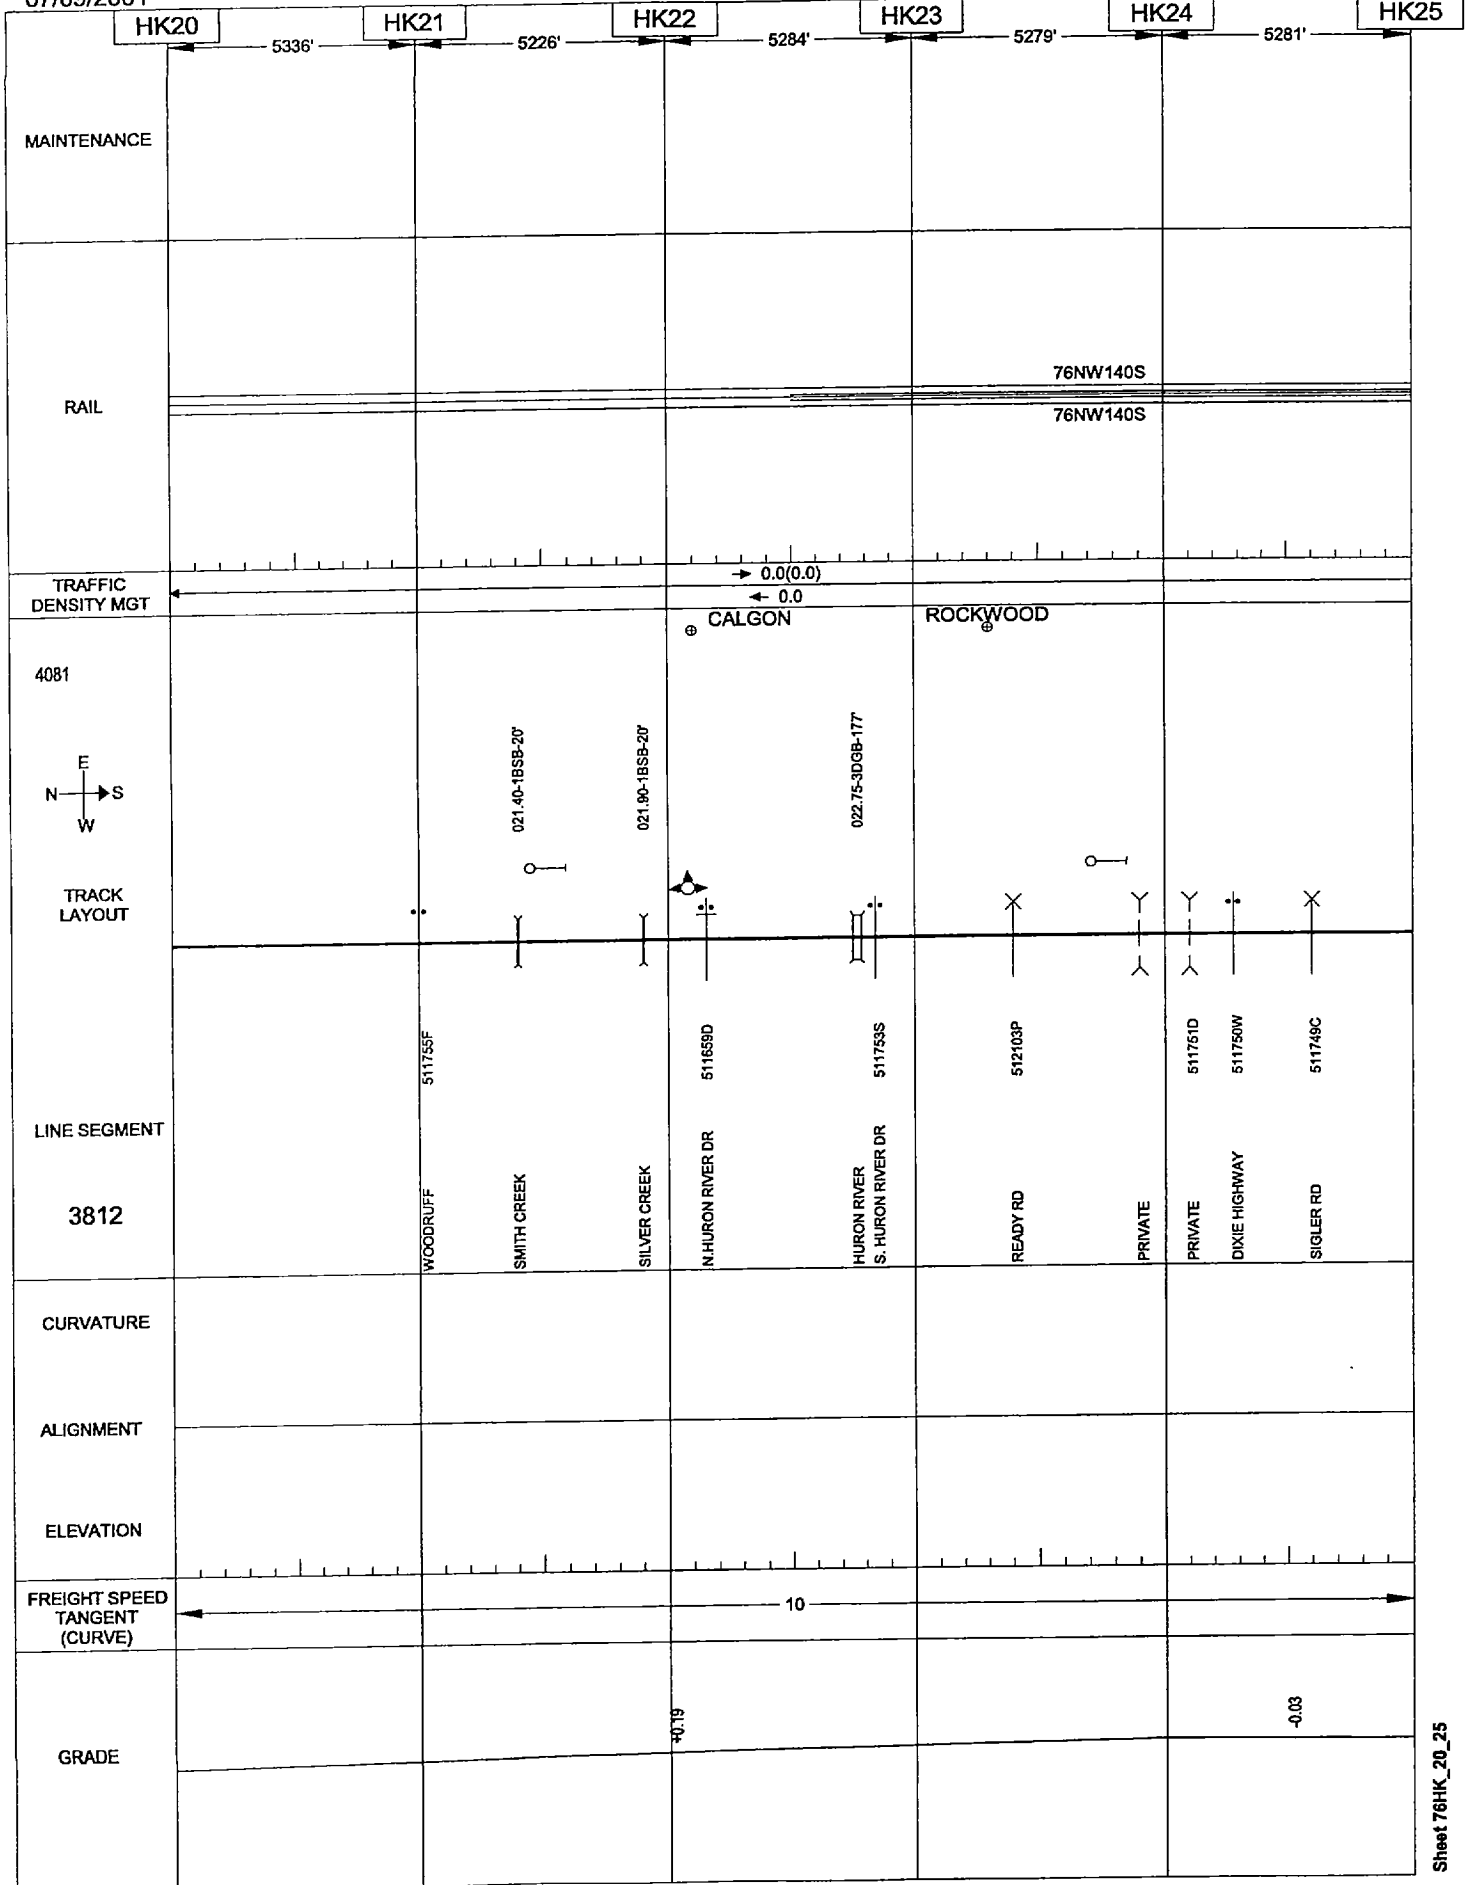 HK20
HK21
HK22
HK23
HK24
HK25
5336'
5226'
5284'
5279'
5281'
MAINTENANCE
RAIL
76NW140S
76NW140S
TRAFFIC
DENSITY MGT
0.0(0.0)
0.0
CALGON
ROCKWOOD
4081
E
N
S
W
021.40-1BSB-20'
021.90-1BSB-20'
022.75-3DGB-177'
TRACK
LAYOUT
511755F
511659D
511753S
512103P
511751D
511750W
511749C
LINE SEGMENT
3812
WOODRUFF
SMITH CREEK
SILVER CREEK
N.HURON RIVER DR
HURON RIVER
S. HURON RIVER DR
READY RD
PRIVATE
PRIVATE
DIXIE HIGHWAY
SIGLER RD
CURVATURE
ALIGNMENT
ELEVATION
FREIGHT SPEED
TANGENT
(CURVE)
10
GRADE
+0.19
-0.03
Sheet 76HK_20_25